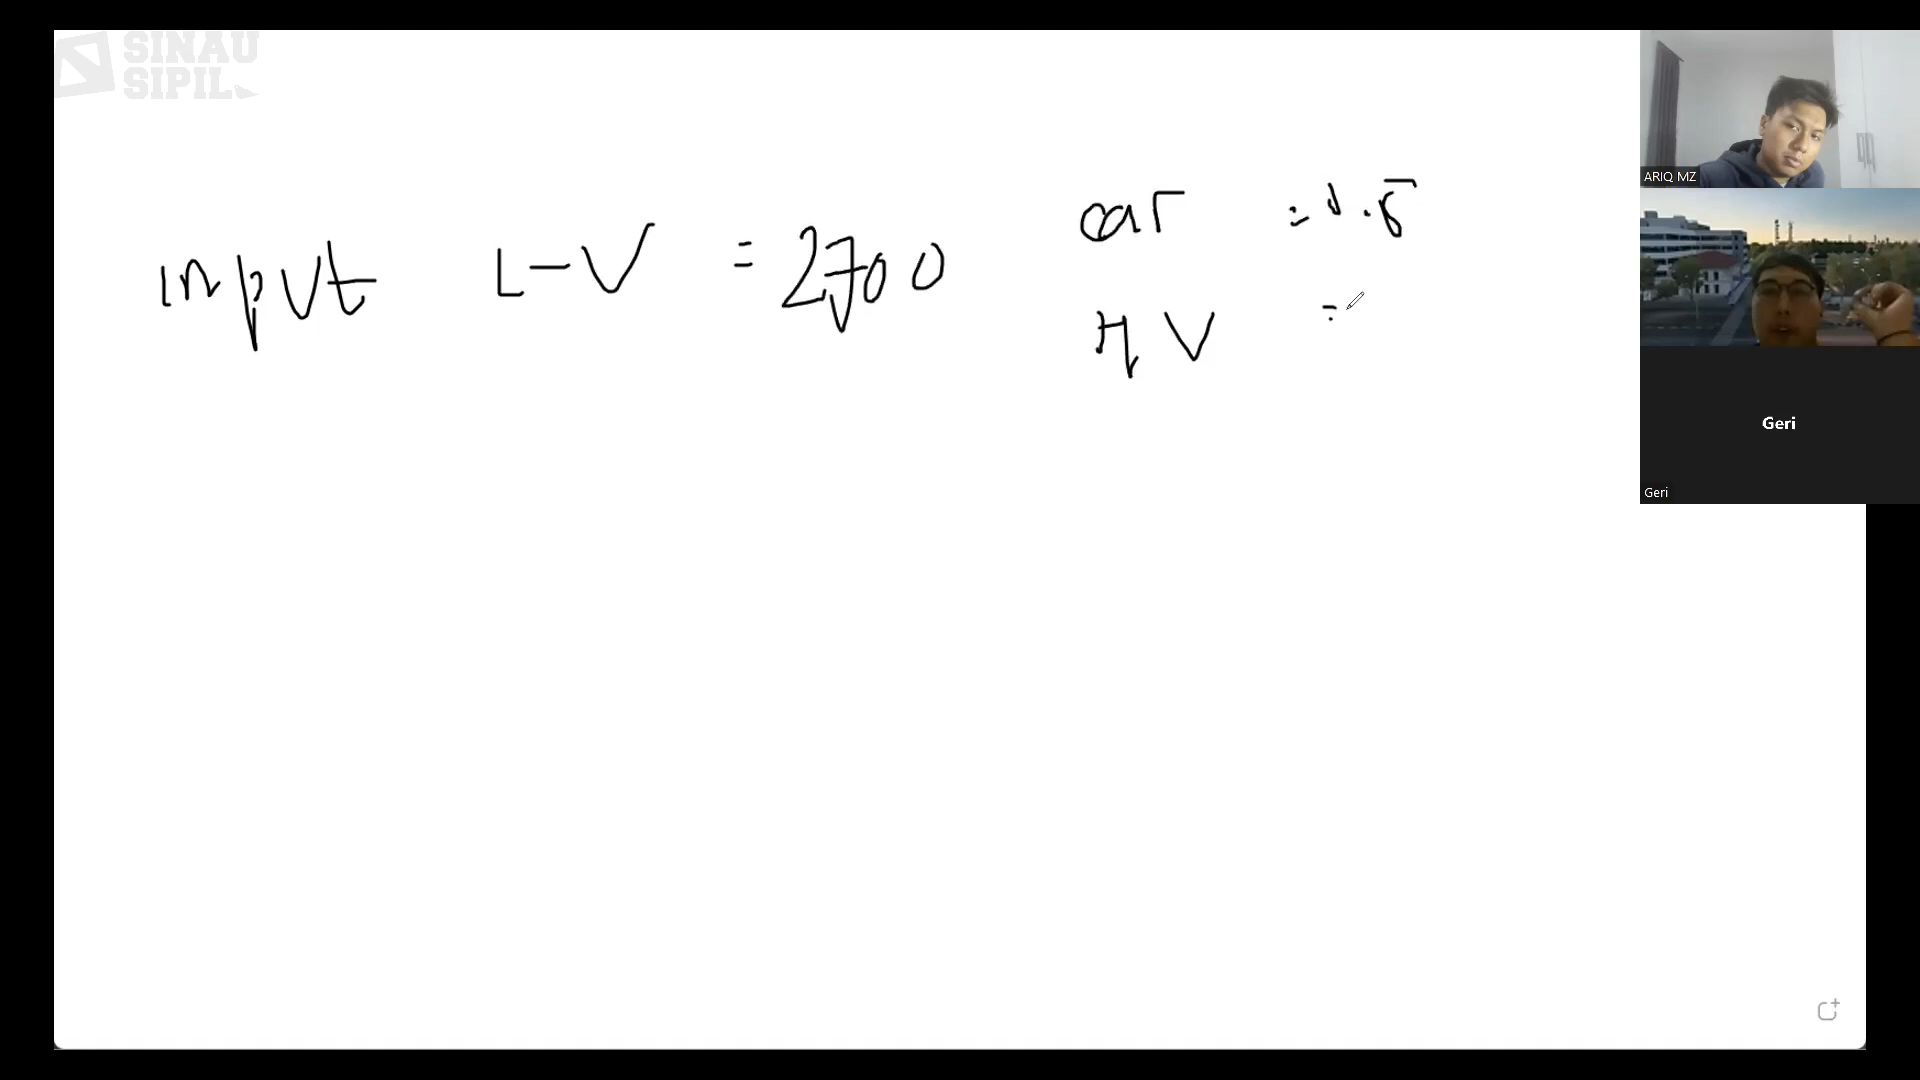 SINAU
SIPIL
input L-V = 2700
car = 1.5
HV =
ARIQ MZ
Geri
Geri